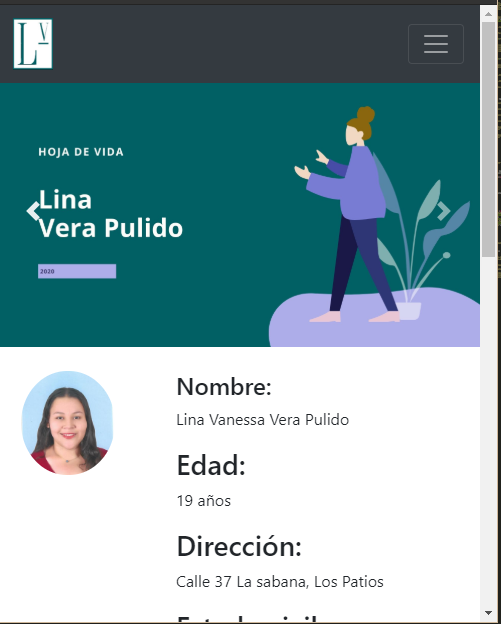 LV
HOJA DE VIDA
Lina
Vera Pulido
2020
Nombre:
Lina Vanessa Vera Pulido
Edad:
19 años
Dirección:
Calle 37 La sabana, Los Patios